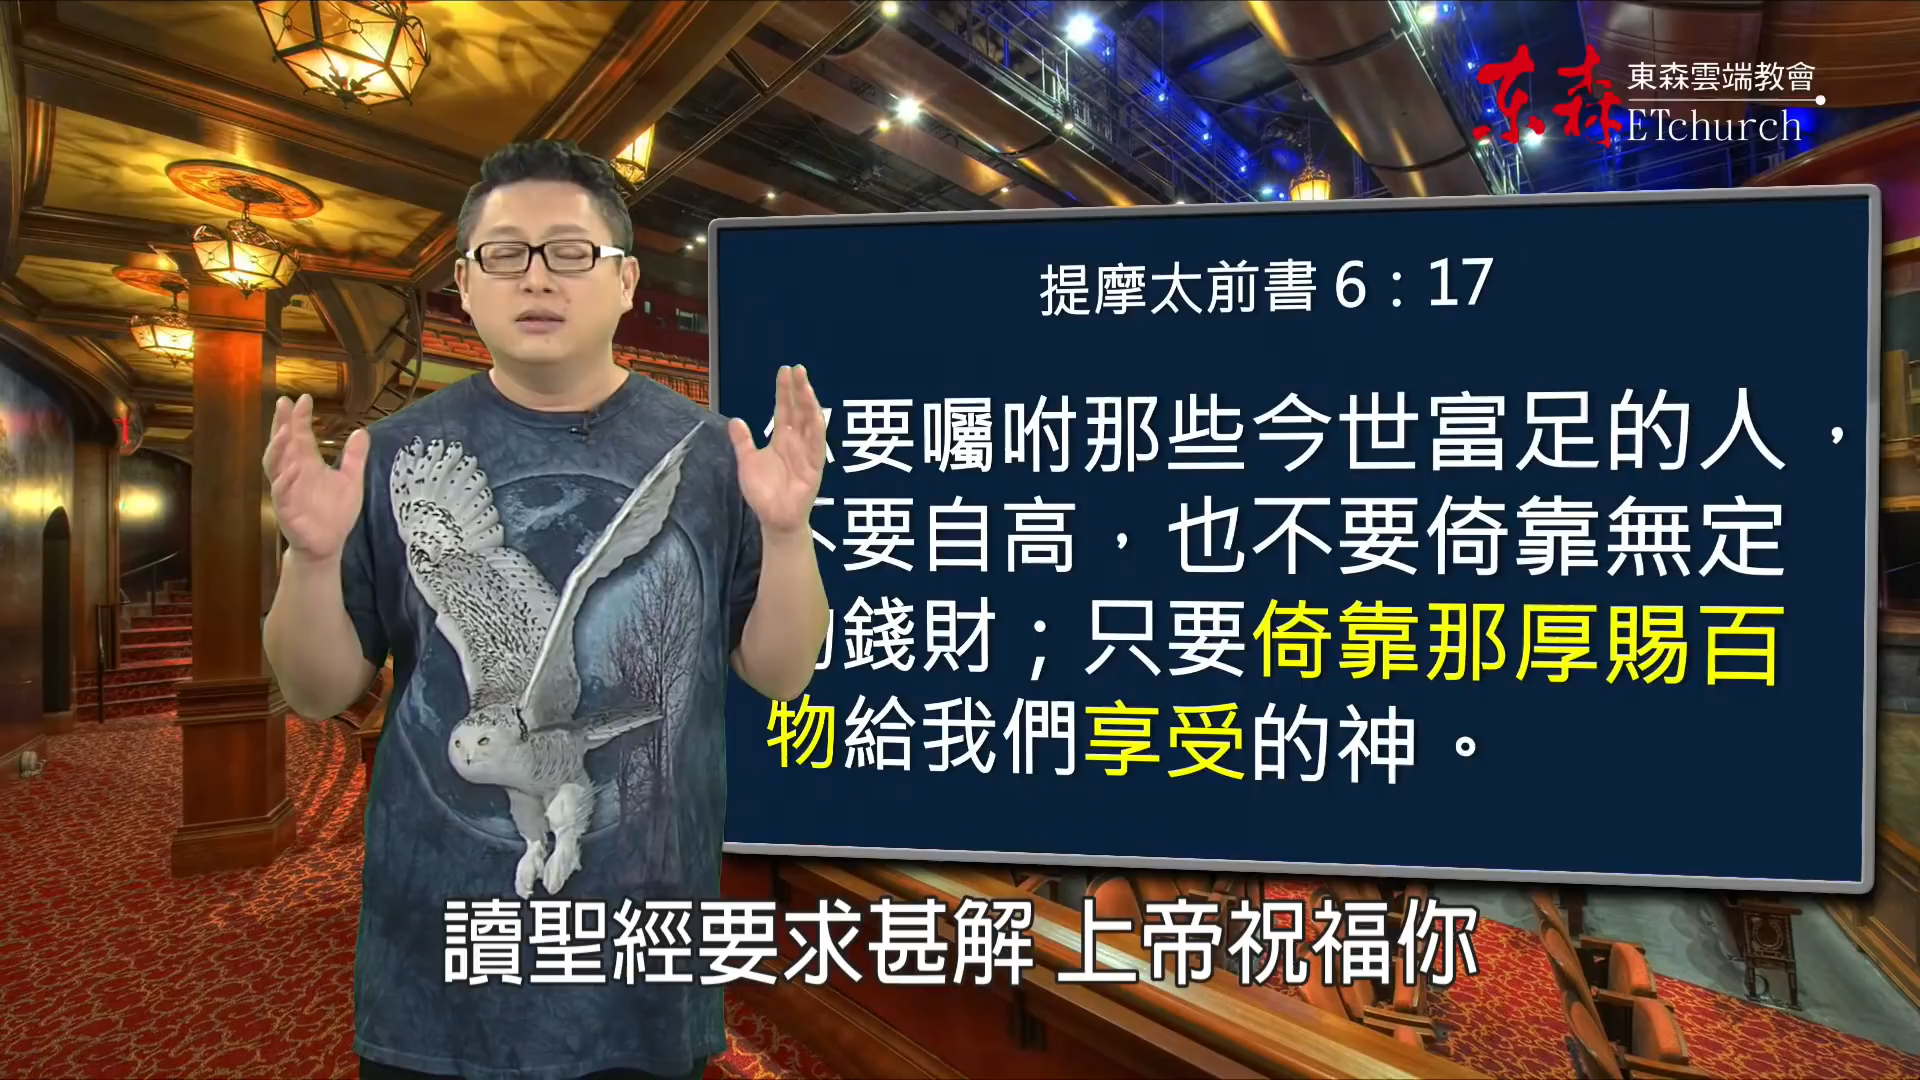 东森 東森雲端教會
ETchurch
提摩太前書 6：17
要囑咐那些今世富足的人，
要自高，也不要倚靠無定
錢財；只要倚靠那厚賜百
物給我們享受的神。
讀聖經要求甚解 上帝祝福你